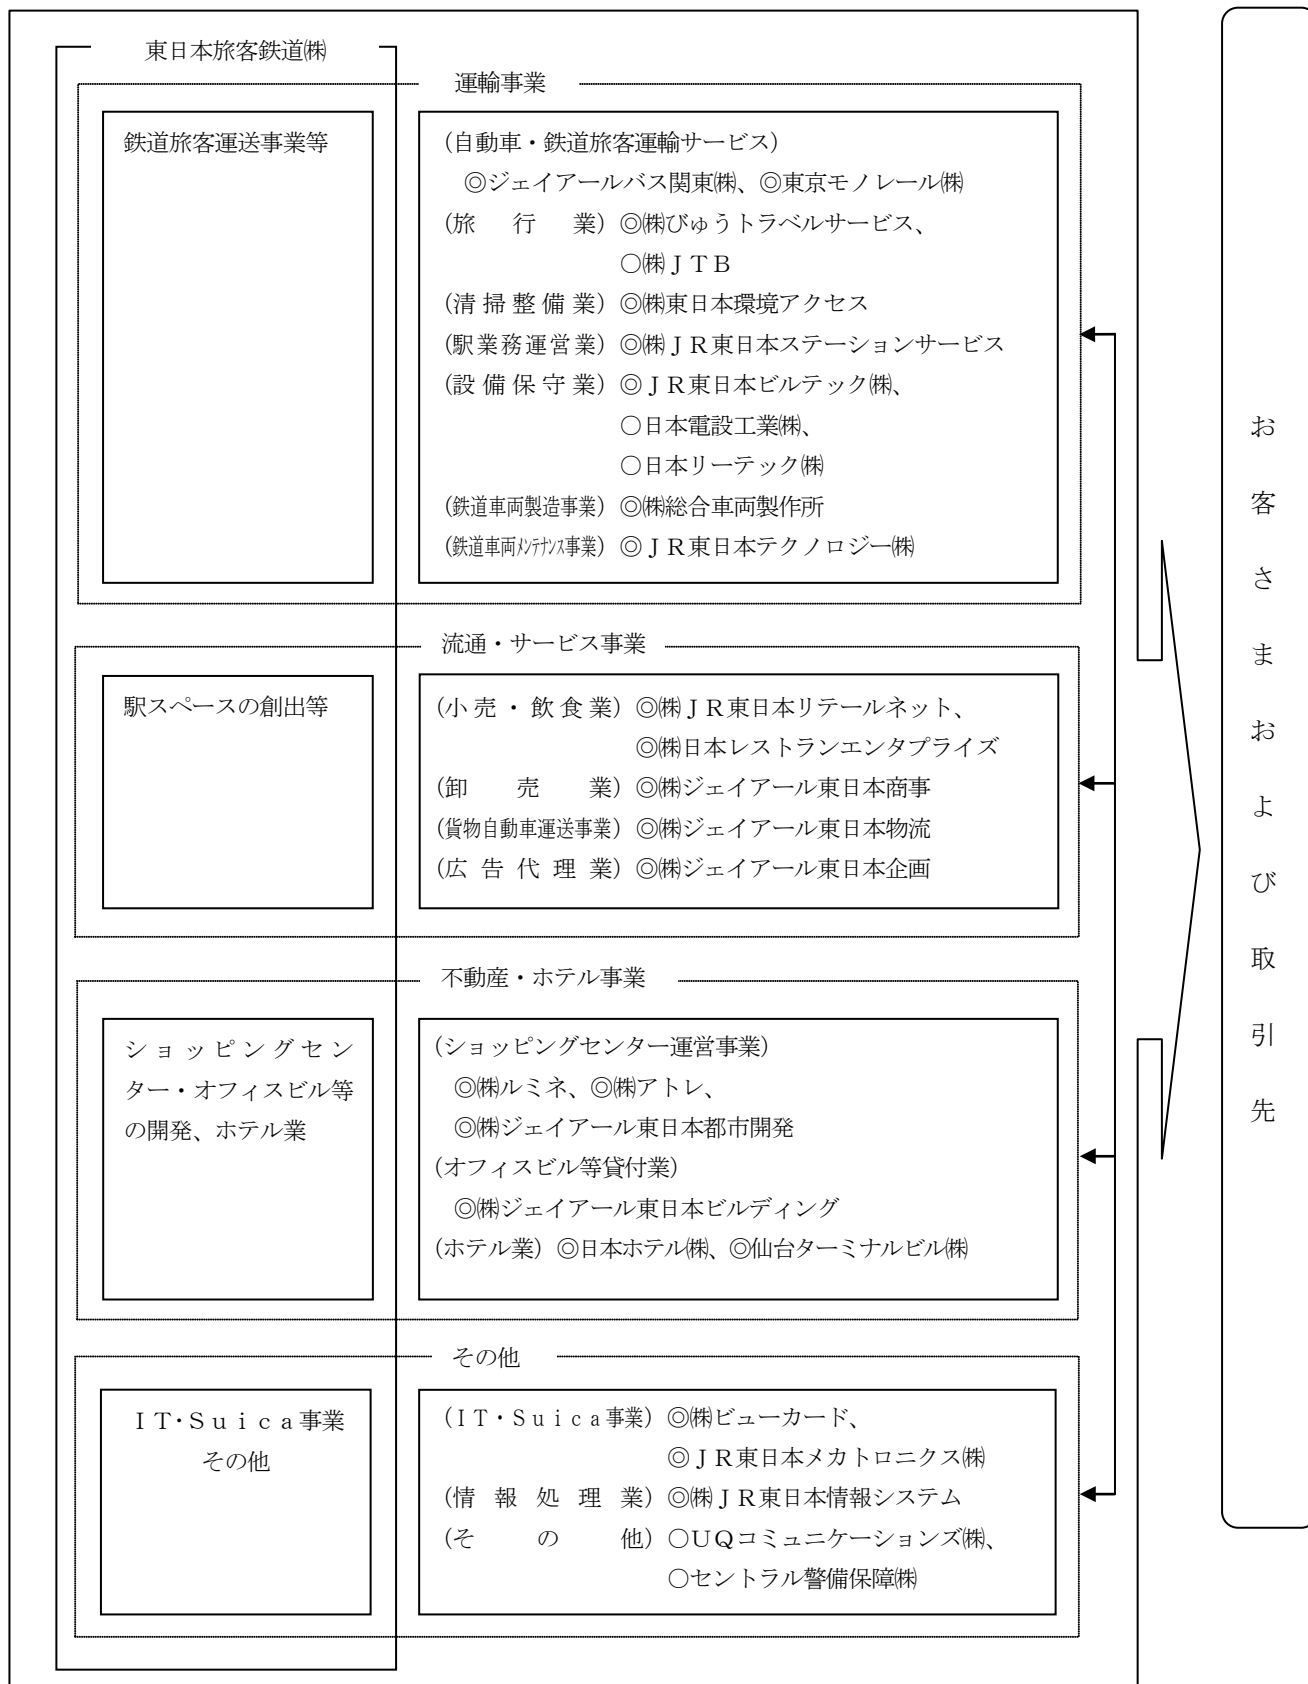 東日本旅客鉄道㈱
運輸事業
鉄道旅客運送事業等
(自動車・鉄道旅客運輸サービス)
◎ジェイアールバス関東㈱、◎東京モノレール㈱
(旅行業)◎㈱びゅうトラベルサービス、
○㈱ＪＴＢ
(清掃整備業)◎㈱東日本環境アクセス
(駅業務運営業)◎㈱ＪＲ東日本ステーションサービス
(設備保守業)◎ＪＲ東日本ビルテック㈱、
○日本電設工業㈱、
○日本リーテック㈱
(鉄道車両製造事業)◎㈱総合車両製作所
(鉄道車両ﾒﾝﾃﾅﾝｽ事業)◎ＪＲ東日本テクノロジー㈱
流通・サービス事業
駅スペースの創出等
(小売・飲食業)◎㈱ＪＲ東日本リテールネット、
◎㈱日本レストランエンタプライズ
(卸売業)◎㈱ジェイアール東日本商事
(貨物自動車運送事業)◎㈱ジェイアール東日本物流
(広告代理業)◎㈱ジェイアール東日本企画
不動産・ホテル事業
ショッピングセン
ター・オフィスビル等
の開発、ホテル業
(ショッピングセンター運営事業)
◎㈱ルミネ、◎㈱アトレ、
◎㈱ジェイアール東日本都市開発
(オフィスビル等貸付業)
◎㈱ジェイアール東日本ビルディング
(ホテル業)◎日本ホテル㈱、◎仙台ターミナルビル㈱
その他
ＩＴ・Ｓｕｉｃａ事業
その他
(ＩＴ・Ｓｕｉｃａ事業)◎㈱ビューカード、
◎ＪＲ東日本メカトロニクス㈱
(情報処理業)◎㈱ＪＲ東日本情報システム
(その他)○ＵＱコミュニケーションズ㈱、
○セントラル警備保障㈱
お客さまおよび取引先